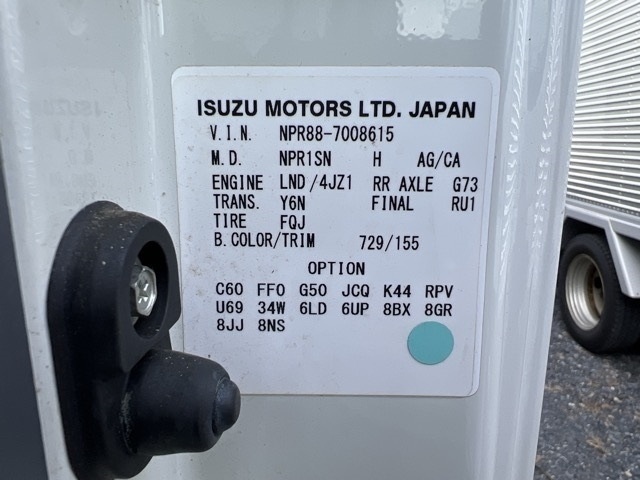 ISUZU MOTORS LTD. JAPAN
V.I.N. NPR88-7008615
M.D. NPR1SN H AG/CA
ENGINE LND/4JZ1 RR AXLE G73
TRANS. Y6N FINAL RU1
TIRE FQJ
B.COLOR/TRIM 729/155
OPTION
C60 FF0 G50 JCQ K44 RPV
U69 34W 6LD 6UP 8BX 8GR
8JJ 8NS